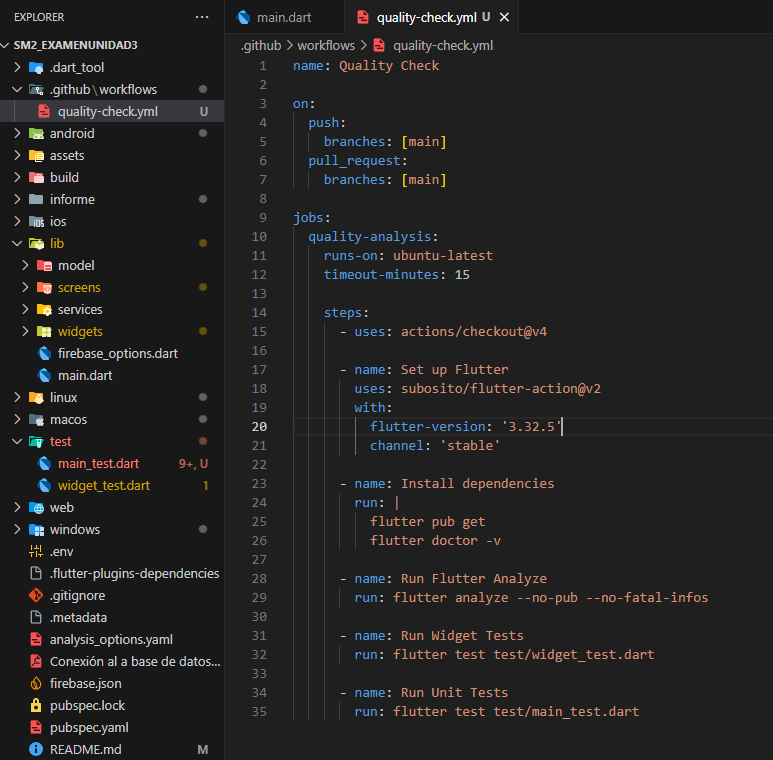 EXPLORER ...
SM2_EXAMENUNIDAD3
.dart_tool
.github\workflows
quality-check.yml U
android
assets
build
informe
ios
lib
model
screens
services
widgets
firebase_options.dart
main.dart
linux
macos
test
main_test.dart 9+, U
widget_test.dart 1
web
windows
.env
.flutter-plugins-dependencies
.gitignore
.metadata
analysis_options.yaml
Conexión al a base de datos...
firebase.json
pubspec.lock
pubspec.yaml
README.md M
main.dart quality-check.yml U
.github > workflows > quality-check.yml
1 name: Quality Check
2
3 on:
4 push:
5 branches: [main]
6 pull_request:
7 branches: [main]
8
9 jobs:
10 quality-analysis:
11 runs-on: ubuntu-latest
12 timeout-minutes: 15
13
14 steps:
15 - uses: actions/checkout@v4
16
17 - name: Set up Flutter
18 uses: subosito/flutter-action@v2
19 with:
20 flutter-version: '3.32.5'
21 channel: 'stable'
22
23 - name: Install dependencies
24 run: |
25 flutter pub get
26 flutter doctor -v
27
28 - name: Run Flutter Analyze
29 run: flutter analyze --no-pub --no-fatal-infos
30
31 - name: Run Widget Tests
32 run: flutter test test/widget_test.dart
33
34 - name: Run Unit Tests
35 run: flutter test test/main_test.dart